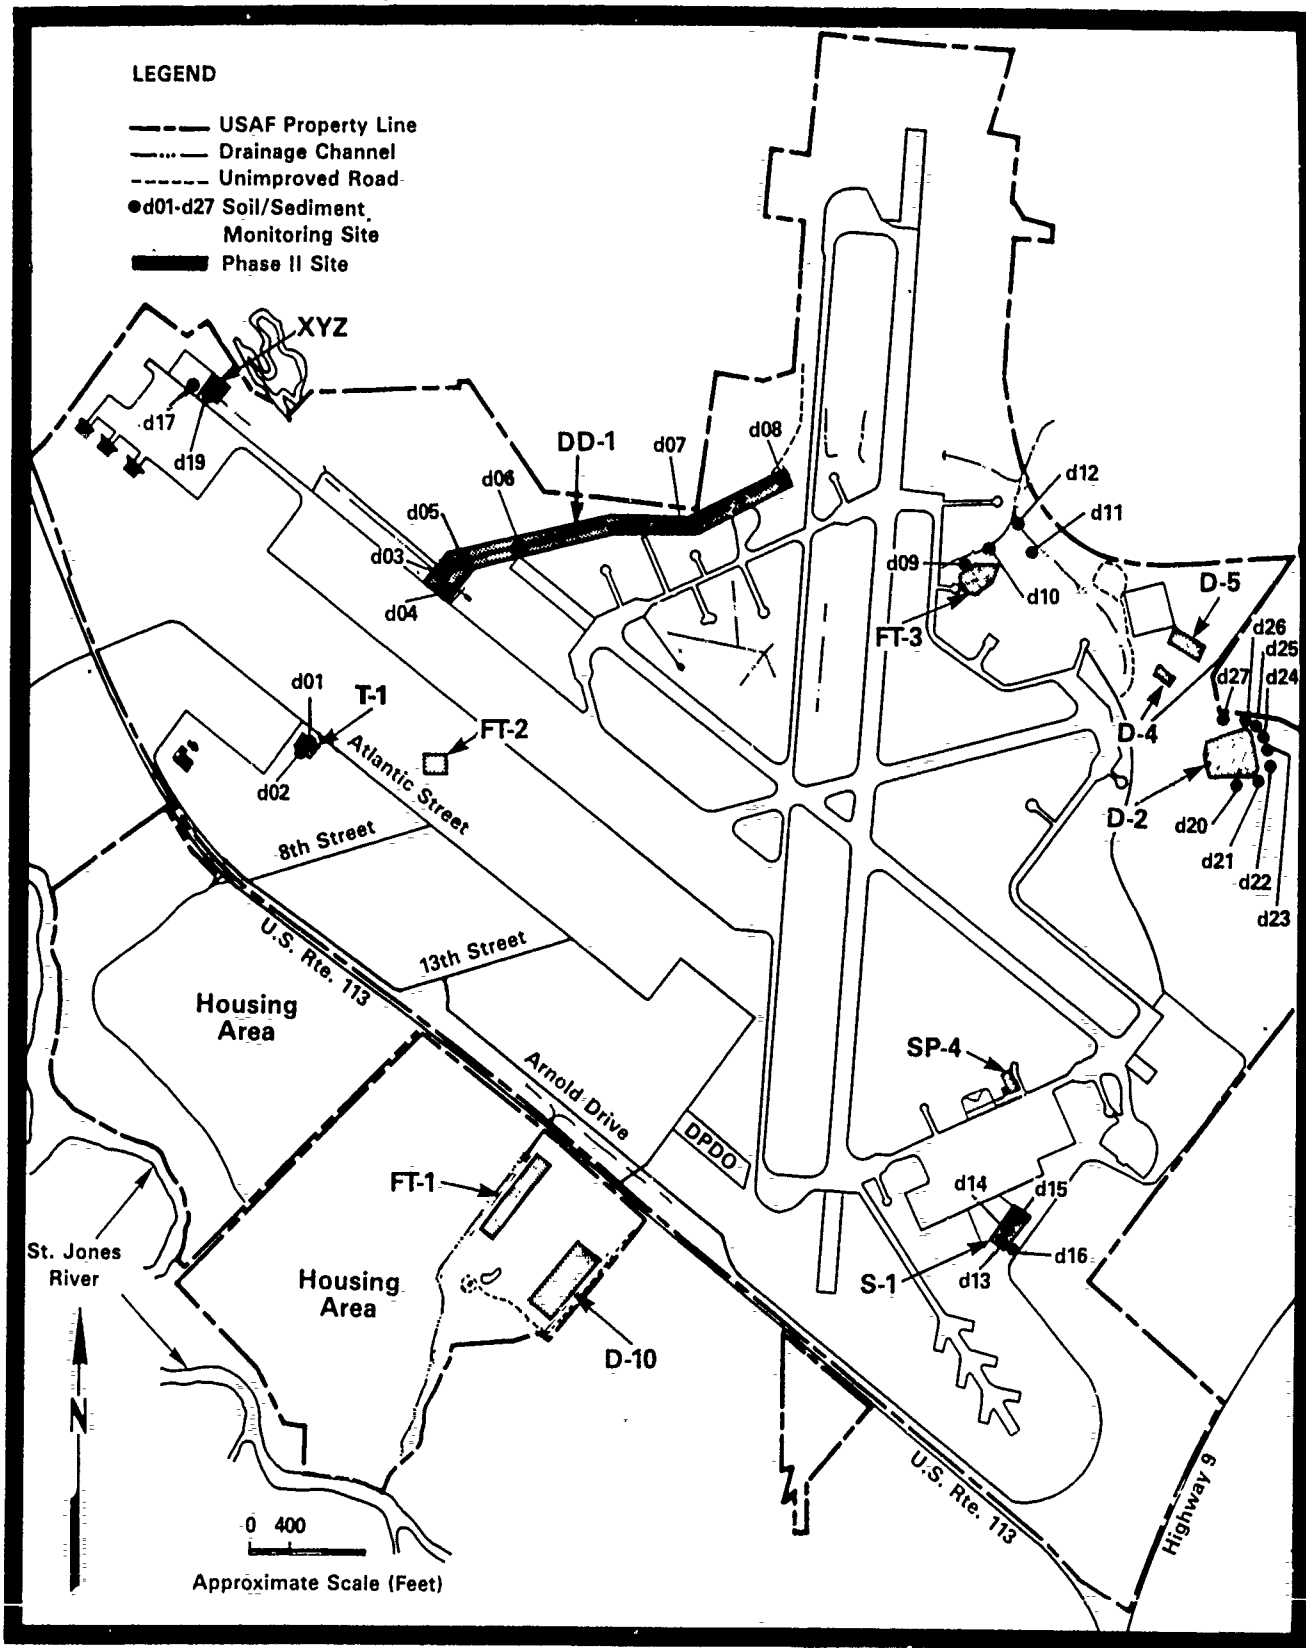 LEGEND
USAF Property Line
Drainage Channel
Unimproved Road
d01-d27 Soil/Sediment
Monitoring Site
Phase II Site
XYZ
d17
d19
DD-1
d08
d07
d06
d05
d03
d04
d12
d11
d09
d10
FT-3
D-5
d26
d25
d24
d27
D-4
D-2
d20
d21
d22
d23
d01
T-1
d02
FT-2
Atlantic Street
8th Street
13th Street
U.S. Rte. 113
Housing
Area
Arnold Drive
DPDO
SP-4
FT-1
d14
d15
d16
d13
S-1
St. Jones
River
Housing
Area
D-10
N
U.S. Rte. 113
Highway 9
0 400
Approximate Scale (Feet)